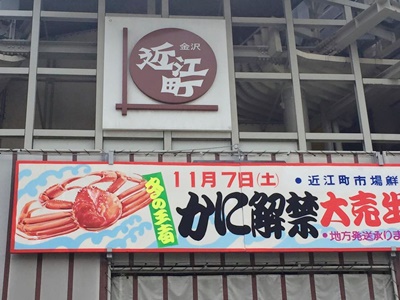 金沢
近江町
11月7日(土)
冬の王者
かに解禁大売出
●近江町市場鮮
●地方発送承りま